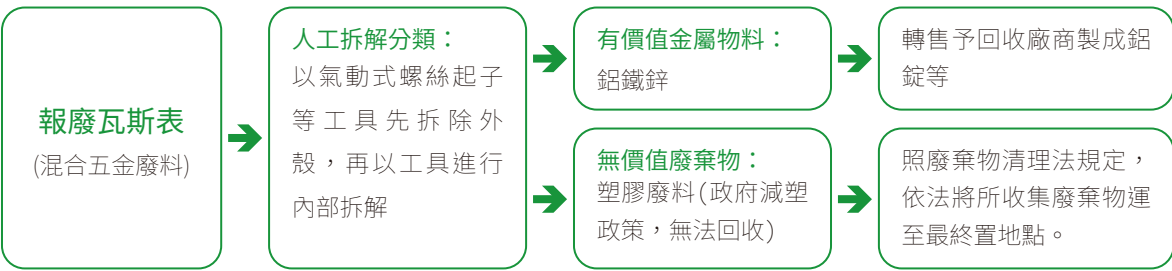 報廢瓦斯表
(混合五金廢料)
人工拆解分類：
以氣動式螺絲起子
等工具先拆除外
殼，再以工具進行
內部拆解
有價值金屬物料：
鋁鐵鋅
轉售予回收廠商製成鋁
錠等
無價值廢棄物：
塑膠廢料(政府減塑
政策，無法回收)
照廢棄物清理法規定，
依法將所收集廢棄物運
至最終置地點。